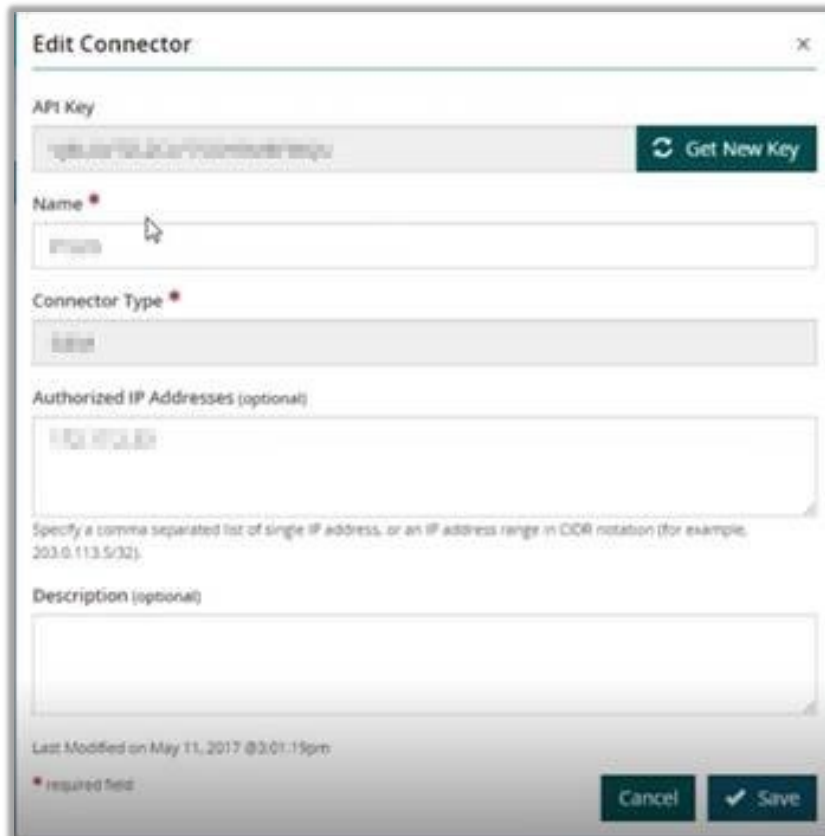 Edit Connector
×
API Key
Get New Key
Name *
Connector Type *
Authorized IP Addresses (optional)
Specify a comma separated list of single IP address, or an IP address range in CIDR notation (for example,
203.0.113.5/32).
Description (optional)
Last Modified on May 11, 2017 @3:01:19pm
* required field
Cancel
Save